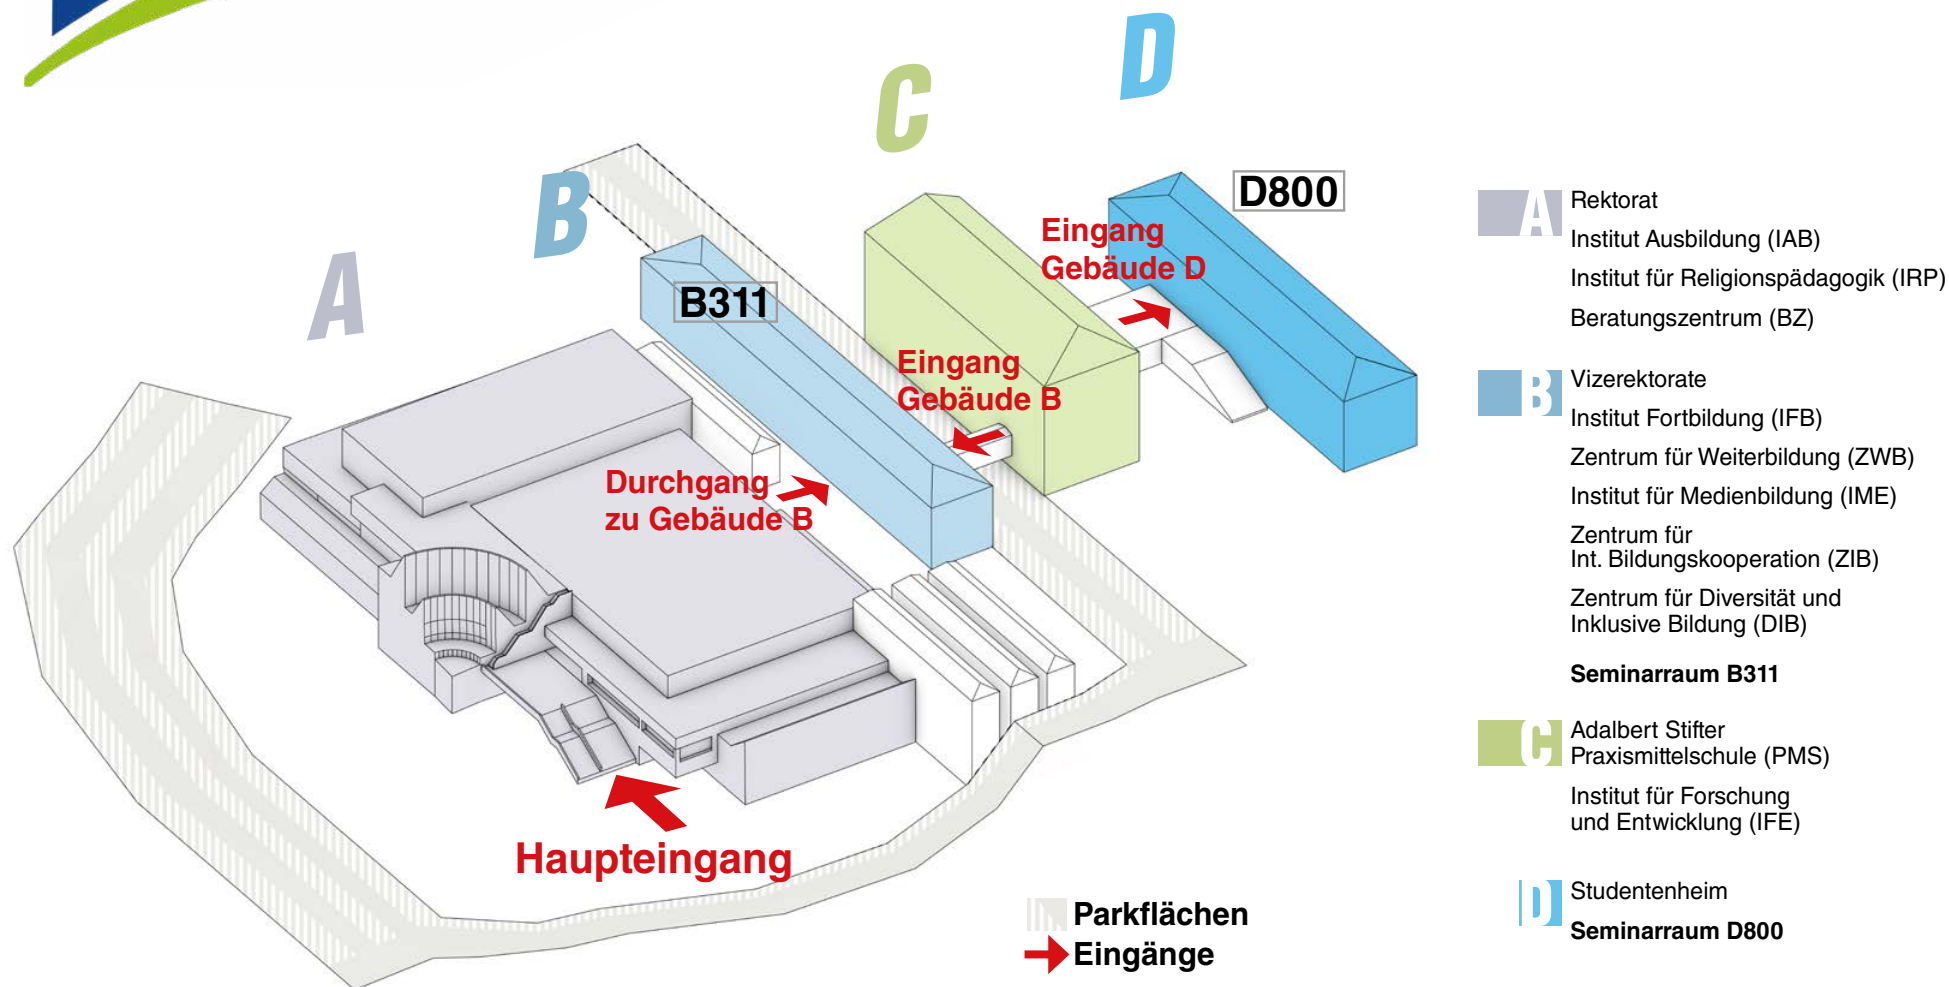 D
C
B
A
D800
Eingang
Gebäude D
B311
Eingang
Gebäude B
Durchgang
zu Gebäude B
Haupteingang
Parkflächen
Eingänge
A
Rektorat
Institut Ausbildung (IAB)
Institut für Religionspädagogik (IRP)
Beratungszentrum (BZ)
B
Vizerektorate
Institut Fortbildung (IFB)
Zentrum für Weiterbildung (ZWB)
Institut für Medienbildung (IME)
Zentrum für
Int. Bildungskooperation (ZIB)
Zentrum für Diversität und
Inklusive Bildung (DIB)
Seminarraum B311
C
Adalbert Stifter
Praxismittelschule (PMS)
Institut für Forschung
und Entwicklung (IFE)
D
Studentenheim
Seminarraum D800